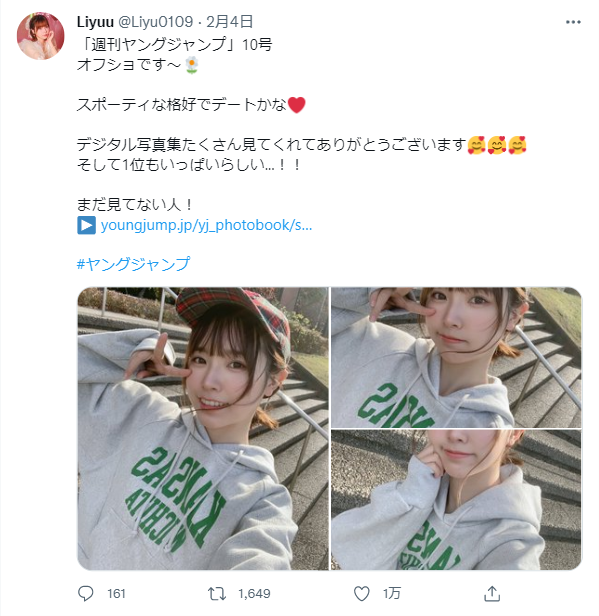 Liyuu @Liyu0109 · 2月4日
「週刊ヤングジャンプ」10号
オフショです〜🌼
スポーティな格好でデートかな❤️
デジタル写真集たくさん見てくれてありがとうございます🥰🥰🥰
そして1位もいっぱいらしい...！！
まだ見てない人！
▶️ youngjump.jp/yj_photobook/s...
#ヤングジャンプ
KANSAS
WICHITA
KANSAS
KANSAS
161
1,649
1万